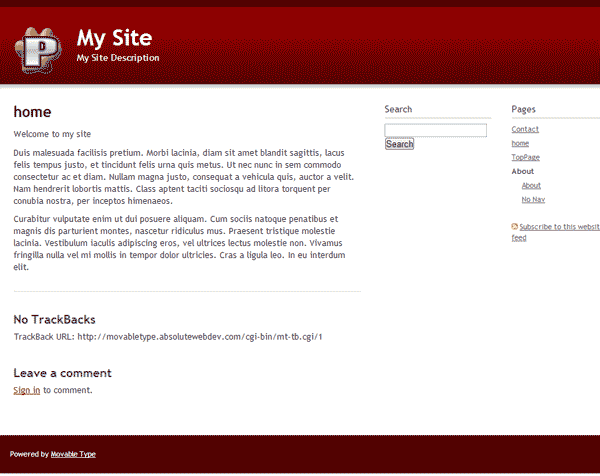 P
My Site
My Site Description
home
Welcome to my site
Duis malesuada facilisis pretium. Morbi lacinia, diam sit amet blandit sagittis, lacus
felis tempus justo, et tincidunt felis urna quis metus. Ut nec nunc in sem commodo
consectetur ac et diam. Nullam magna justo, consequat a vehicula quis, auctor a velit.
Nam hendrerit lobortis mattis. Class aptent taciti sociosqu ad litora torquent per
conubia nostra, per inceptos himenaeos.
Curabitur vulputate enim ut dui posuere aliquam. Cum sociis natoque penatibus et
magnis dis parturient montes, nascetur ridiculus mus. Praesent tristique molestie
lacinia. Vestibulum iaculis adipiscing eros, vel ultrices lectus molestie non. Vivamus
fringilla nulla vel mi mollis in tempor dolor ultricies. Cras a ligula leo. In eu interdum
elit.
No TrackBacks
TrackBack URL: http://movabletype.absolutewebdev.com/cgi-bin/mt-tb.cgi/1
Leave a comment
Sign in to comment.
Search
Search
Pages
Contact
home
TopPage
About
About
No Nav
Subscribe to this websit
feed
Powered by Movable Type